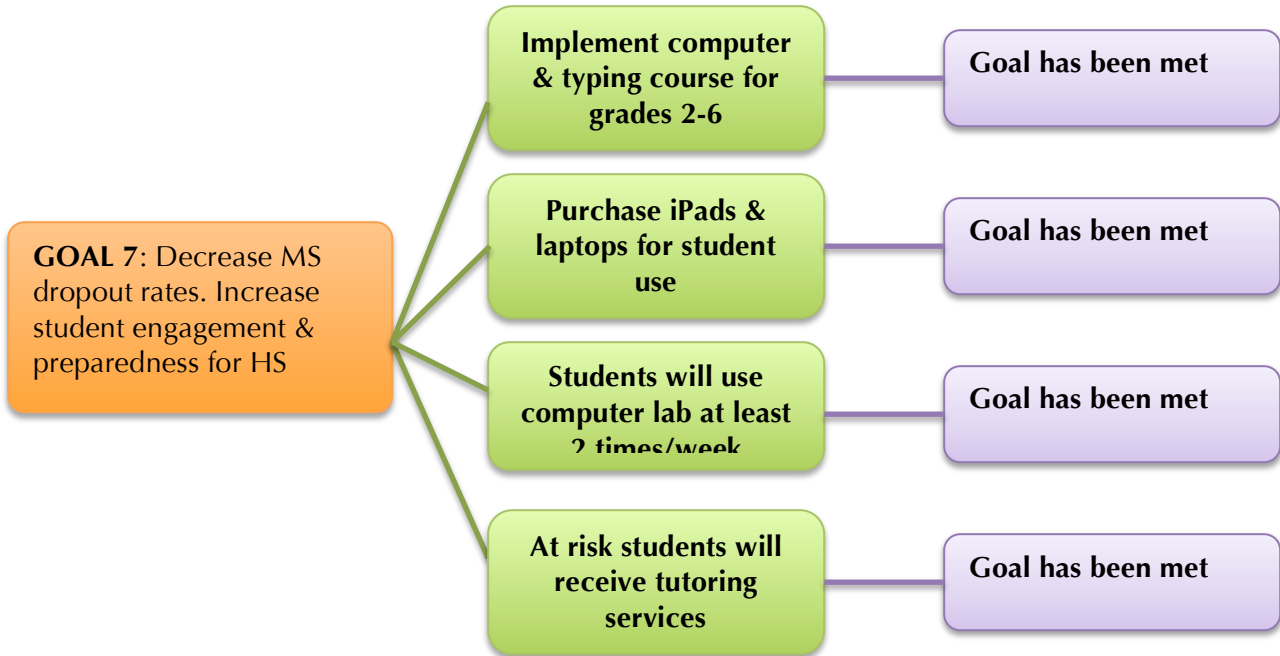 Implement computer
& typing course for
grades 2-6
Goal has been met
Purchase iPads &
laptops for student
use
Goal has been met
GOAL 7: Decrease MS
dropout rates. Increase
student engagement &
preparedness for HS
Students will use
computer lab at least
2 times/week
Goal has been met
At risk students will
receive tutoring
services
Goal has been met